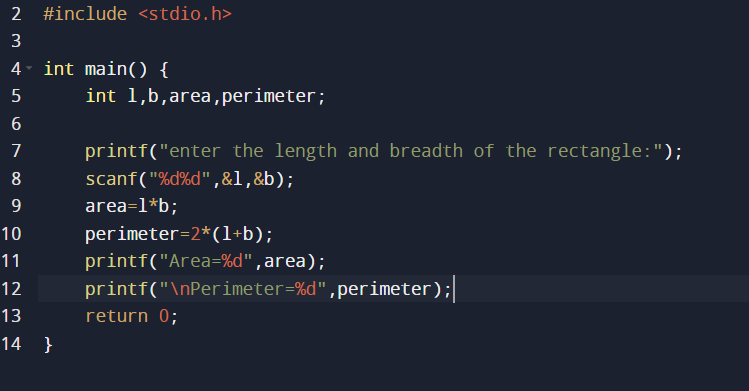 2 #include <stdio.h>
3
4 int main() {
5     int l,b,area,perimeter;
6
7     printf("enter the length and breadth of the rectangle:");
8     scanf("%d%d",&l,&b);
9     area=l*b;
10     perimeter=2*(l+b);
11     printf("Area=%d",area);
12     printf("\nPerimeter=%d",perimeter);
13     return 0;
14 }